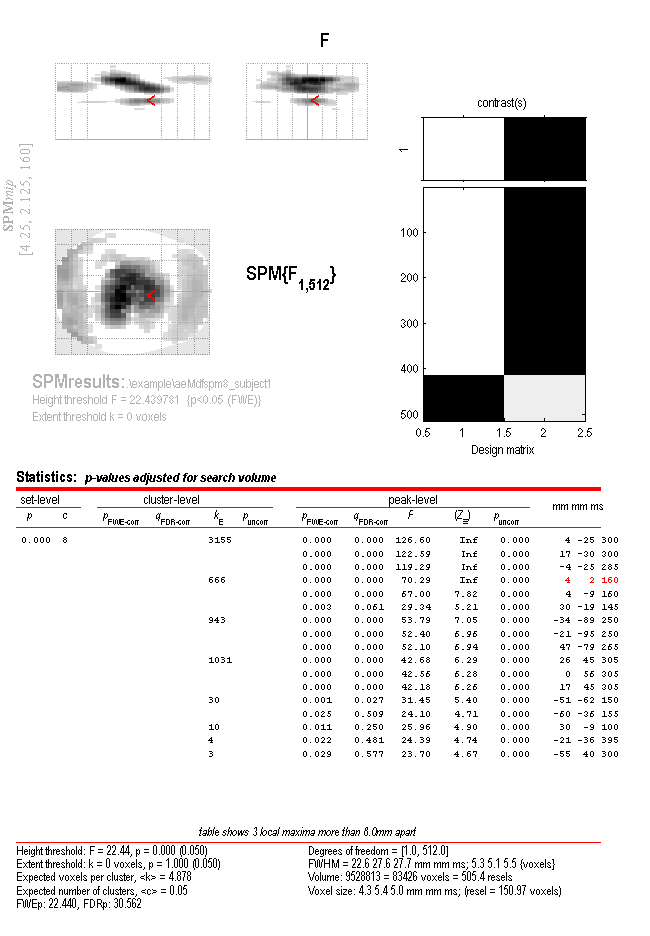 F
contrast(s)
1
SPMmip
[4.25, 2.125, 160]
SPM{F1,512}
100
200
300
400
500
0.5 1 1.5 2 2.5
Design matrix
SPMresults: .\example\aeMdfspm8_subject1
Height threshold F = 22.439781 {p<0.05 (FWE)}
Extent threshold k = 0 voxels
Statistics: p-values adjusted for search volume
set-level cluster-level peak-level mm mm ms
p c pFWE-corr qFDR-corr kE puncorr pFWE-corr qFDR-corr F (Z≡) puncorr
0.000 8 3155 0.000 0.000 126.60 Inf 0.000 4 -25 300
0.000 0.000 122.59 Inf 0.000 17 -30 300
0.000 0.000 119.29 Inf 0.000 -4 -25 285
666 0.000 0.000 70.29 Inf 0.000 4 2 160
0.000 0.000 67.00 7.82 0.000 4 -9 160
0.003 0.061 29.34 5.21 0.000 30 -19 145
943 0.000 0.000 53.79 7.05 0.000 -34 -89 250
0.000 0.000 52.40 6.96 0.000 -21 -95 250
0.000 0.000 52.10 6.94 0.000 47 -79 265
1031 0.000 0.000 42.68 6.29 0.000 26 45 305
0.000 0.000 42.56 6.28 0.000 0 56 305
0.000 0.000 42.18 6.26 0.000 17 45 305
30 0.001 0.027 31.45 5.40 0.000 -51 -62 150
0.025 0.509 24.10 4.71 0.000 -60 -36 155
10 0.011 0.250 25.96 4.90 0.000 30 -9 100
4 0.022 0.481 24.39 4.74 0.000 -21 -36 395
3 0.029 0.577 23.70 4.67 0.000 -55 40 300
table shows 3 local maxima more than 8.0mm apart
Height threshold: F = 22.44, p = 0.000 (0.050)
Extent threshold: k = 0 voxels, p = 1.000 (0.050)
Expected voxels per cluster, <k> = 4.878
Expected number of clusters, <c> = 0.05
FWEp: 22.440, FDRp: 30.562
Degrees of freedom = [1.0, 512.0]
FWHM = 22.6 27.6 27.7 mm mm ms; 5.3 5.1 5.5 {voxels}
Volume: 9528813 = 83426 voxels = 505.4 resels
Voxel size: 4.3 5.4 5.0 mm mm ms; (resel = 150.97 voxels)